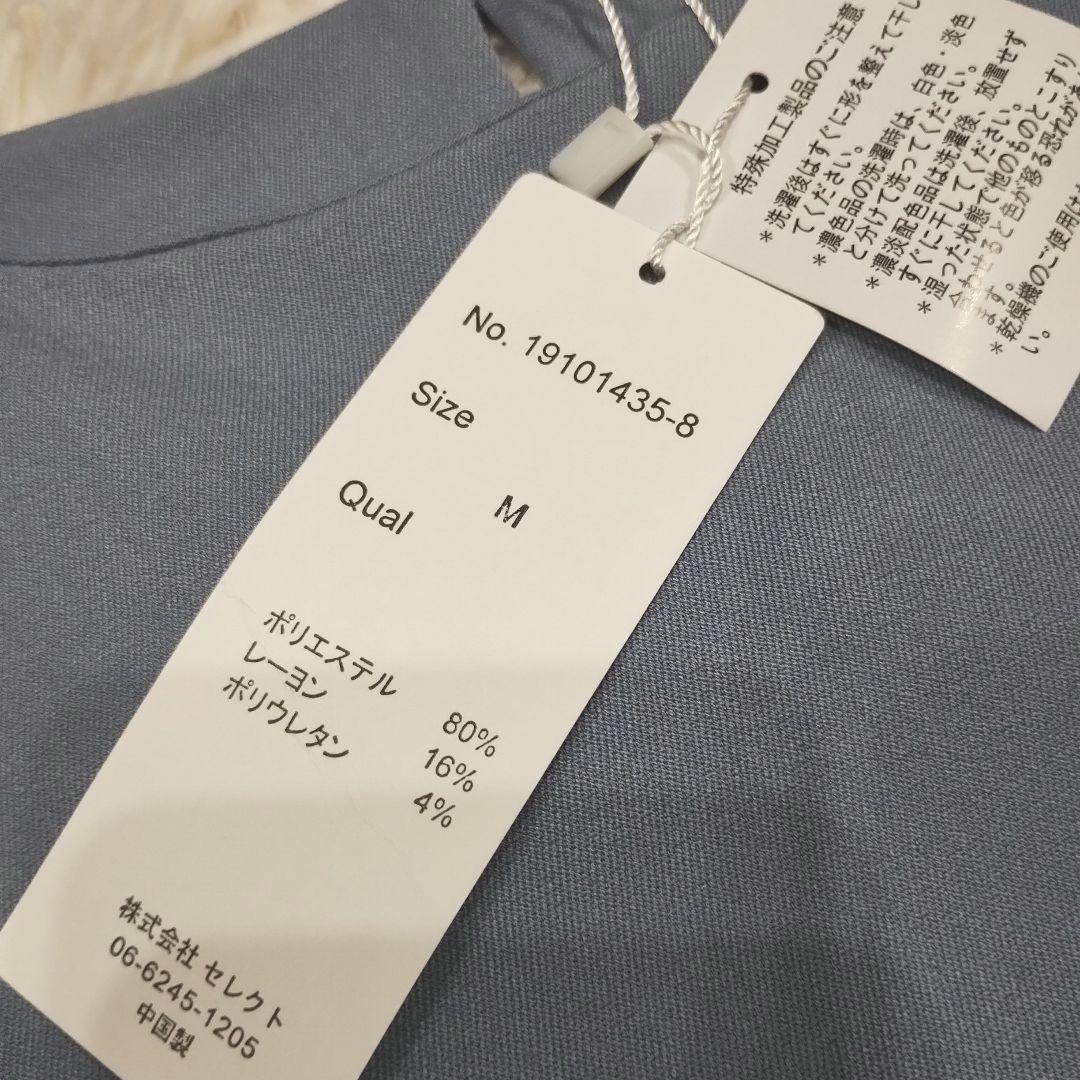 No. 19101435-8
Size
M
Qual
ポリエステル 80%
レーヨン 16%
ポリウレタン 4%
株式会社 セレクト
06-6245-1205
中国製
特殊加工製品のご注意
*洗濯後はすぐに形を整えて干し
てください。
*濃色品の洗濯時は、白色・淡色
と分けて洗ってください。
*濃淡配色品は洗濯後、放置せず
すぐに干してください。
*湿った状態で他のものとこすり
合わせると色が移る恐れがあり
ます。
*乾燥機のご使用は
い。